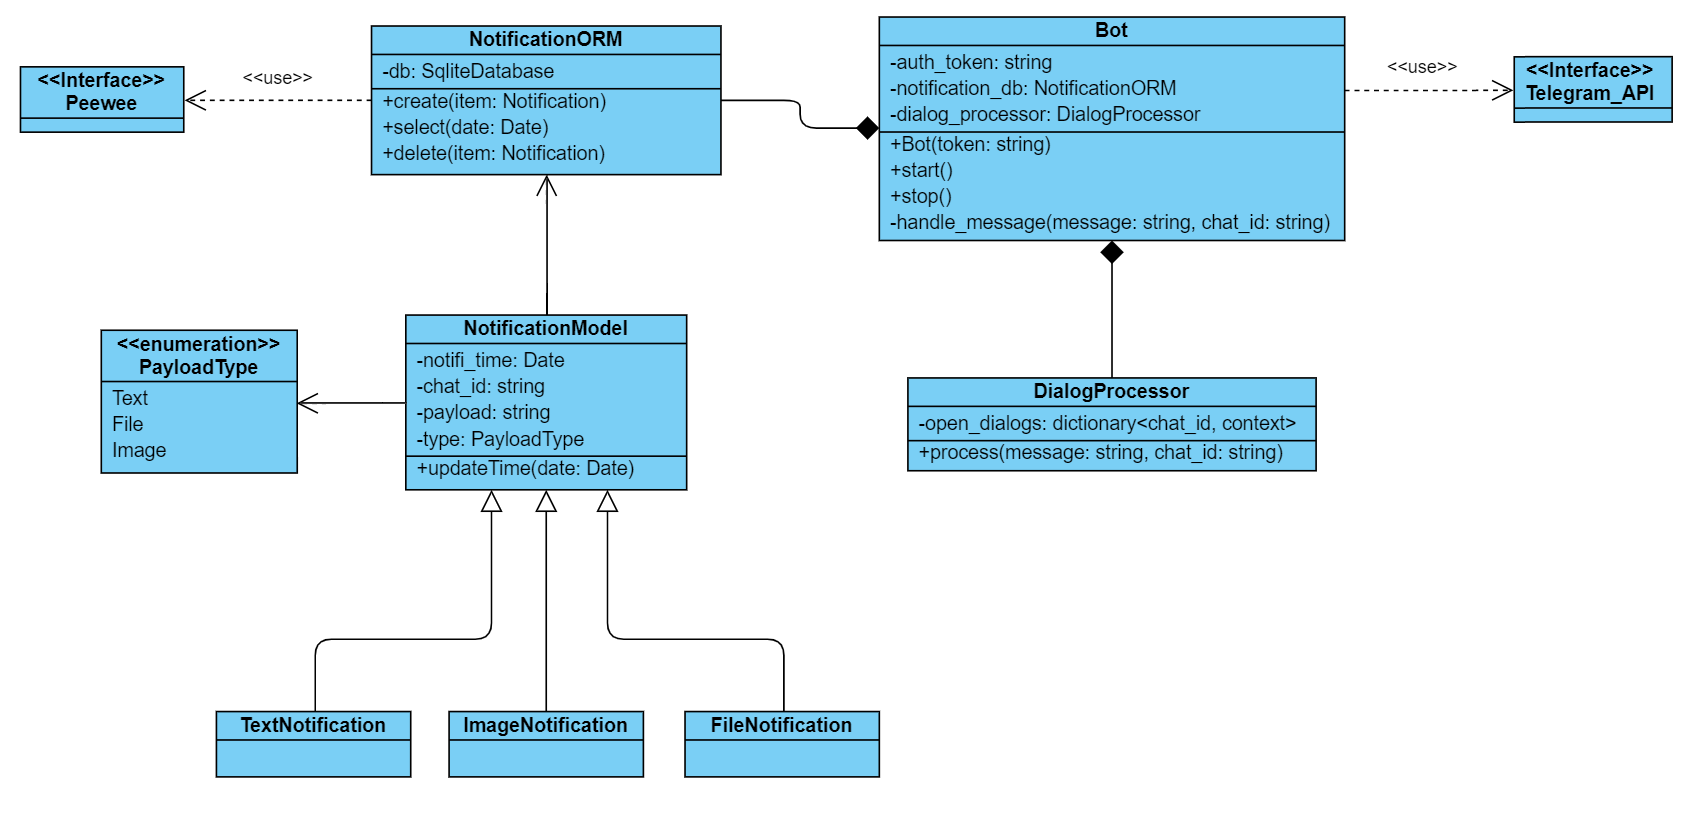 <<Interface>>
Peewee
<<use>>
NotificationORM
-db: SqliteDatabase
+create(item: Notification)
+select(date: Date)
+delete(item: Notification)
Bot
-auth_token: string
-notification_db: NotificationORM
-dialog_processor: DialogProcessor
+Bot(token: string)
+start()
+stop()
-handle_message(message: string, chat_id: string)
<<use>>
<<Interface>>
Telegram_API
<<enumeration>>
PayloadType
Text
File
Image
NotificationModel
-notifi_time: Date
-chat_id: string
-payload: string
-type: PayloadType
+updateTime(date: Date)
DialogProcessor
-open_dialogs: dictionary<chat_id, context>
+process(message: string, chat_id: string)
TextNotification
ImageNotification
FileNotification